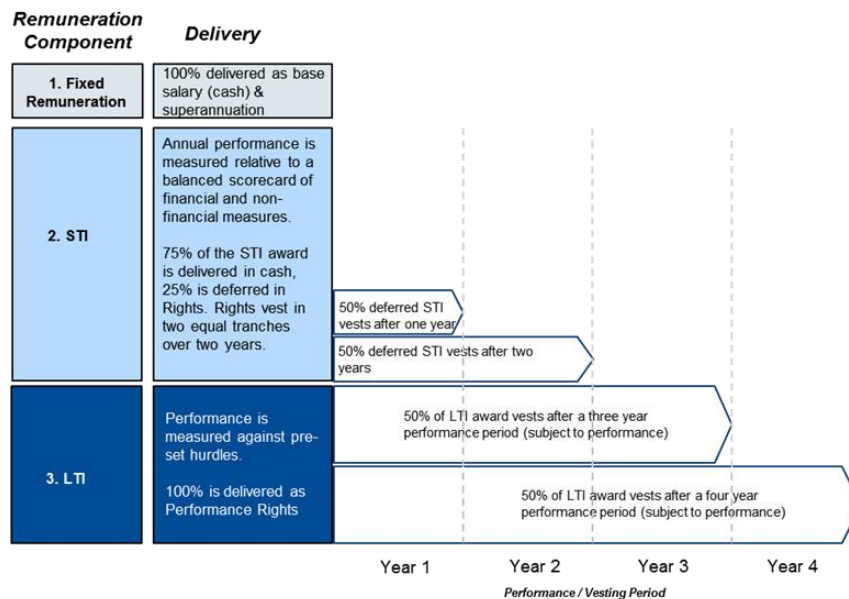 Remuneration
Component
Delivery
1. Fixed
Remuneration
100% delivered as base
salary (cash) &
superannuation
2. STI
Annual performance is
measured relative to a
balanced scorecard of
financial and non-
financial measures.
75% of the STI award
is delivered in cash,
25% is deferred in
Rights. Rights vest in
two equal tranches
over two years.
50% deferred STI
vests after one year
50% deferred STI vests after two
years
3. LTI
Performance is
measured against pre-
set hurdles.
100% is delivered as
Performance Rights
50% of LTI award vests after a three year
performance period (subject to performance)
50% of LTI award vests after a four year
performance period (subject to performance)
Year 1
Year 2
Year 3
Year 4
Performance / Vesting Period